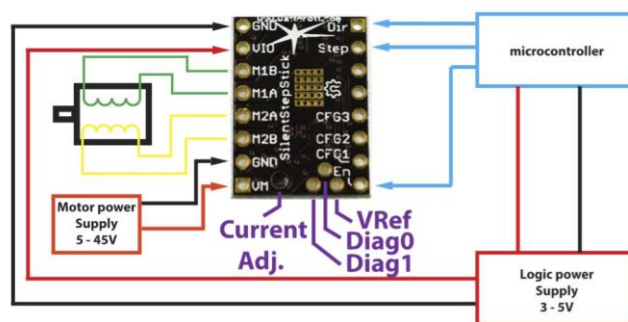 GND
Dir
VIO
Step
M1B
M1A
M2A
CFG3
M2B
CFG2
GND
CFG1
VM
En
SilentStepStick
microcontroller
Motor power
Supply
5 - 45V
Current
Adj.
VRef
Diag0
Diag1
Logic power
Supply
3 - 5V